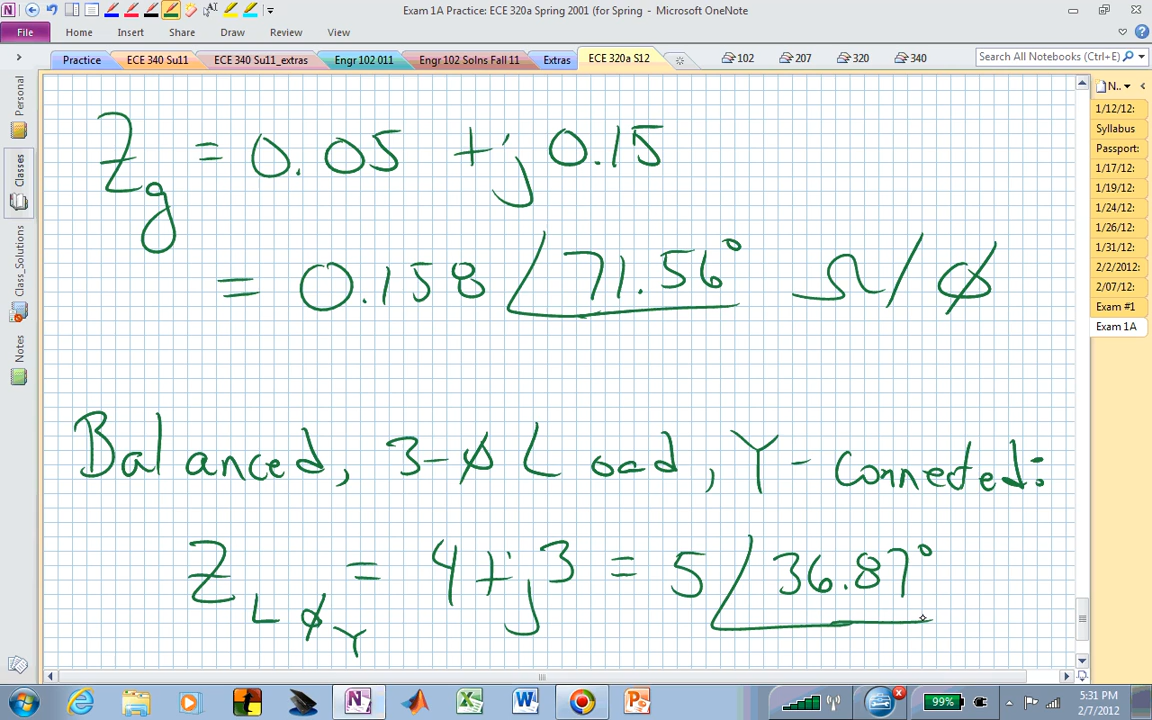 Exam 1A Practice: ECE 320a Spring 2001 (for Spring - Microsoft OneNote
File Home Insert Share Draw Review View
Practice ECE 340 Su11 ECE 340 Su11_extras Engr 102 011 Engr 102 Solns Fall 11 Extras ECE 320a S12 102 207 320 340 Search All Notebooks (Ctrl+E)
Personal
Classes
Class_Solutions
Notes
N..
1/12/12:
Syllabus
Passport:
1/17/12:
1/19/12:
1/24/12:
1/26/12:
1/31/12:
2/2/2012:
2/07/12:
Exam #1
Exam 1A
Zg = 0.05 + j 0.15
= 0.158 /71.56° Ω/ϕ
Balanced, 3-ϕ Load, Y-connected:
ZLϕY = 4 + j3 = 5 /36.87°
99%
5:31 PM
2/7/2012